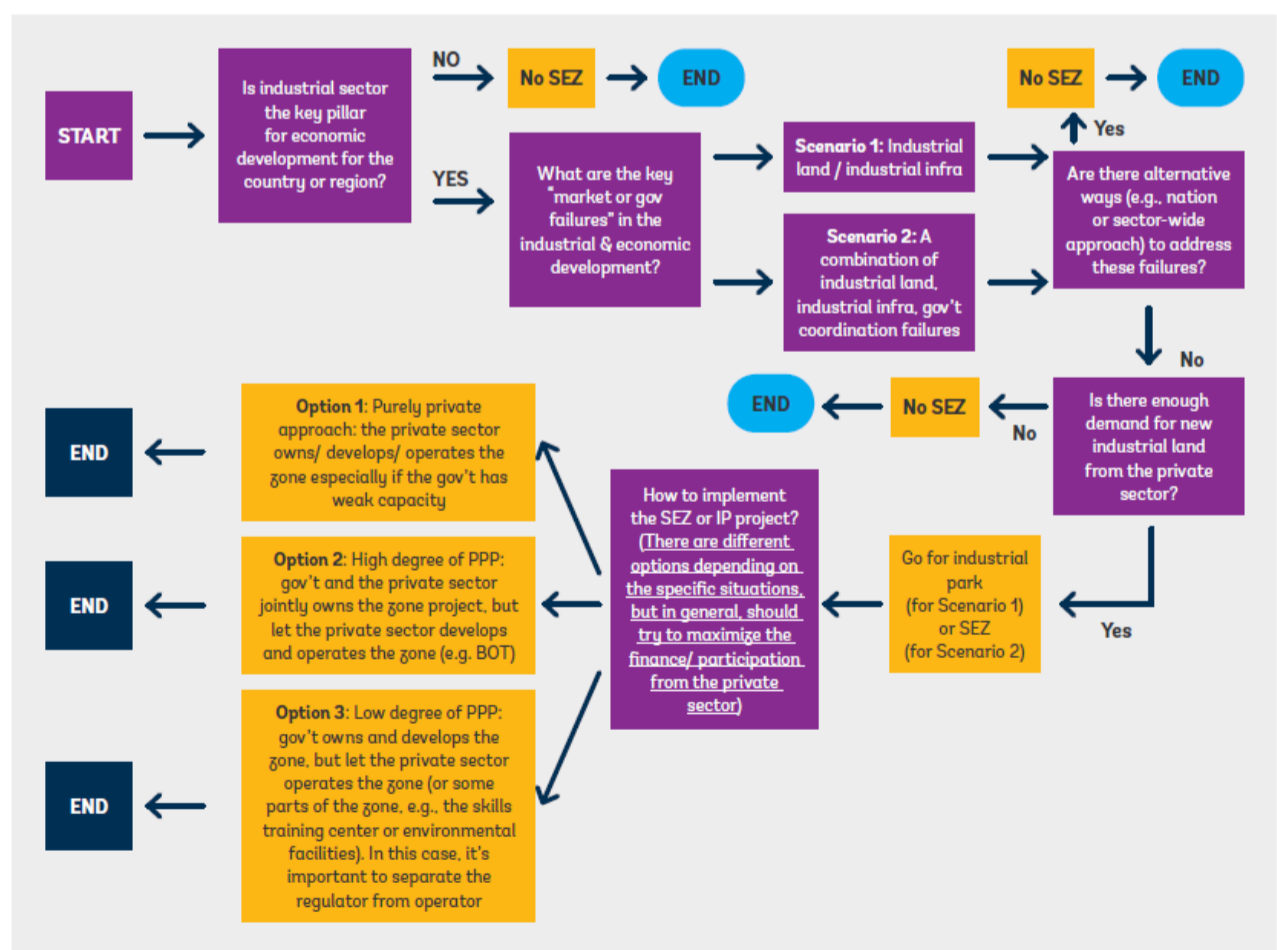 START
Is industrial sector
the key pillar
for economic
development for the
country or region?
NO
No SEZ
END
YES
What are the key
“market or gov
failures” in the
industrial & economic
development?
Scenario 1: Industrial
land / industrial infra
Scenario 2: A
combination of
industrial land,
industrial infra, gov't
coordination failures
No SEZ
END
Yes
Are there alternative
ways (e.g., nation
or sector-wide
approach) to address
these failures?
No
Is there enough
demand for new
industrial land
from the private
sector?
No
No SEZ
END
Yes
Go for industrial
park
(for Scenario 1)
or SEZ
(for Scenario 2)
How to implement
the SEZ or IP project?
(There are different
options depending on
the specific situations,
but in general, should
try to maximize the
finance/ participation
from the private
sector)
Option 1: Purely private
approach: the private sector
owns/ develops/ operates the
zone especially if the gov't has
weak capacity
END
Option 2: High degree of PPP:
gov't and the private sector
jointly owns the zone project, but
let the private sector develops
and operates the zone (e.g. BOT)
END
Option 3: Low degree of PPP:
gov't owns and develops the
zone, but let the private sector
operates the zone (or some
parts of the zone, e.g., the skills
training center or environmental
facilities). In this case, it's
important to separate the
regulator from operator
END